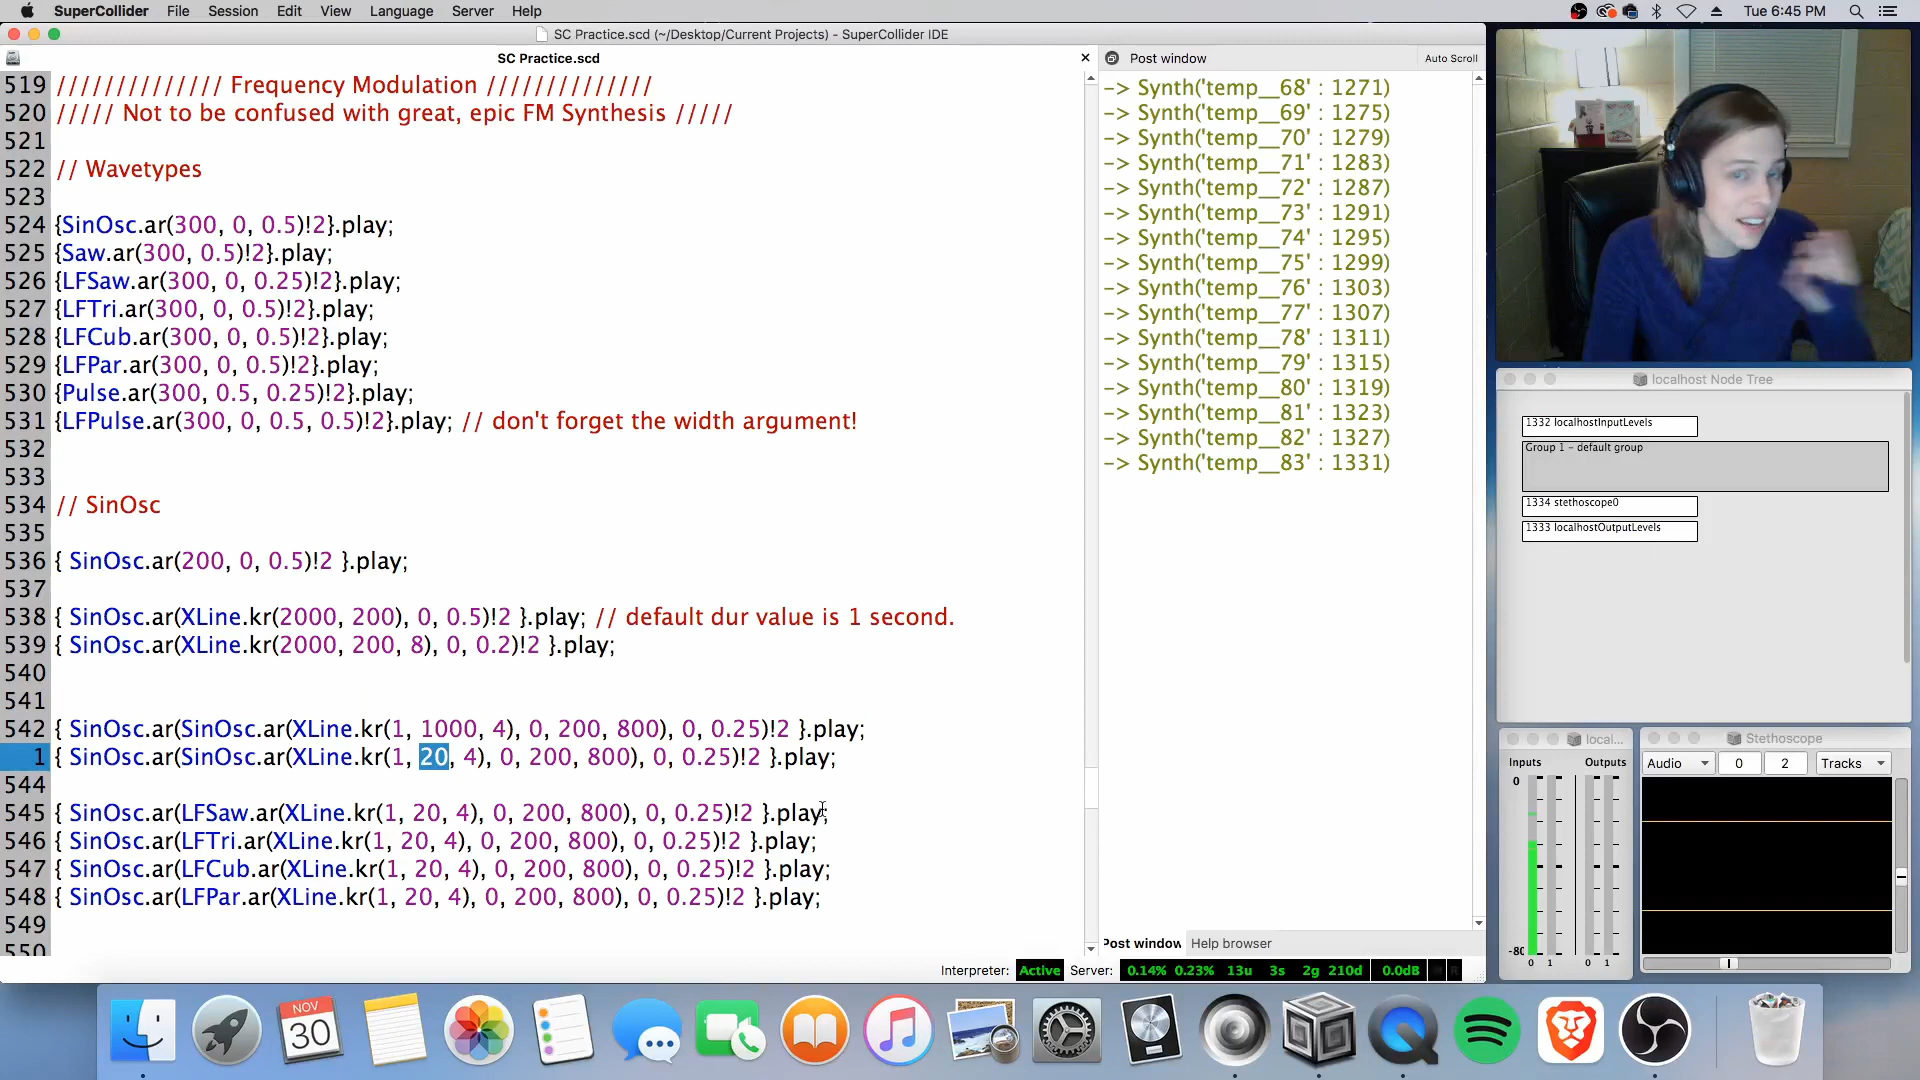 SuperCollider File Session Edit View Language Server Help Tue 6:45 PM
SC Practice.scd (~/Desktop/Current Projects) - SuperCollider IDE
SC Practice.scd
519 ////////////// Frequency Modulation //////////////
520 ///// Not to be confused with great, epic FM Synthesis /////
521
522 // Wavetypes
523
524 {SinOsc.ar(300, 0, 0.5)!2}.play;
525 {Saw.ar(300, 0.5)!2}.play;
526 {LFSaw.ar(300, 0, 0.25)!2}.play;
527 {LFTri.ar(300, 0, 0.5)!2}.play;
528 {LFCub.ar(300, 0, 0.5)!2}.play;
529 {LFPar.ar(300, 0, 0.5)!2}.play;
530 {Pulse.ar(300, 0.5, 0.25)!2}.play;
531 {LFPulse.ar(300, 0, 0.5, 0.5)!2}.play; // don't forget the width argument!
532
533
534 // SinOsc
535
536 { SinOsc.ar(200, 0, 0.5)!2 }.play;
537
538 { SinOsc.ar(XLine.kr(2000, 200), 0, 0.5)!2 }.play; // default dur value is 1 second.
539 { SinOsc.ar(XLine.kr(2000, 200, 8), 0, 0.2)!2 }.play;
540
541
542 { SinOsc.ar(SinOsc.ar(XLine.kr(1, 1000, 4), 0, 200, 800), 0, 0.25)!2 }.play;
1 { SinOsc.ar(SinOsc.ar(XLine.kr(1, 20, 4), 0, 200, 800), 0, 0.25)!2 }.play;
544
545 { SinOsc.ar(LFSaw.ar(XLine.kr(1, 20, 4), 0, 200, 800), 0, 0.25)!2 }.play;
546 { SinOsc.ar(LFTri.ar(XLine.kr(1, 20, 4), 0, 200, 800), 0, 0.25)!2 }.play;
547 { SinOsc.ar(LFCub.ar(XLine.kr(1, 20, 4), 0, 200, 800), 0, 0.25)!2 }.play;
548 { SinOsc.ar(LFPar.ar(XLine.kr(1, 20, 4), 0, 200, 800), 0, 0.25)!2 }.play;
549
550
Post window Auto Scroll
-> Synth('temp__68' : 1271)
-> Synth('temp__69' : 1275)
-> Synth('temp__70' : 1279)
-> Synth('temp__71' : 1283)
-> Synth('temp__72' : 1287)
-> Synth('temp__73' : 1291)
-> Synth('temp__74' : 1295)
-> Synth('temp__75' : 1299)
-> Synth('temp__76' : 1303)
-> Synth('temp__77' : 1307)
-> Synth('temp__78' : 1311)
-> Synth('temp__79' : 1315)
-> Synth('temp__80' : 1319)
-> Synth('temp__81' : 1323)
-> Synth('temp__82' : 1327)
-> Synth('temp__83' : 1331)
Post window Help browser
Interpreter: Active Server: 0.14% 0.23% 13u 3s 2g 210d 0.0dB
localhost Node Tree
1332 localhostInputLevels
Group 1 - default group
1334 stethoscope0
1333 localhostOutputLevels
local...
Inputs Outputs
0
-80
0 1 0 1
Stethoscope
Audio 0 2 Tracks
NOV
30